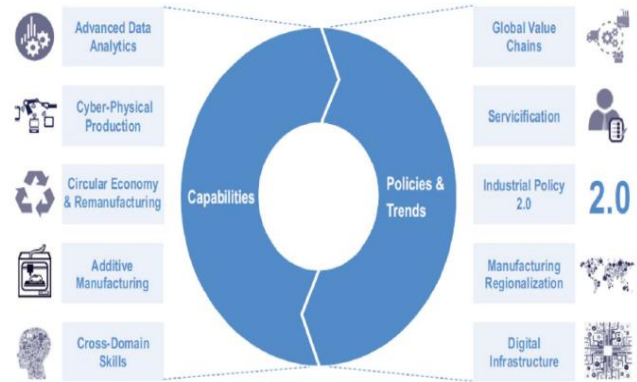 Advanced Data
Analytics
Cyber-Physical
Production
Circular Economy
& Remanufacturing
Additive
Manufacturing
Cross-Domain
Skills
Capabilities
Policies &
Trends
Global Value
Chains
Servicification
Industrial Policy
2.0
2.0
Manufacturing
Regionalization
Digital
Infrastructure